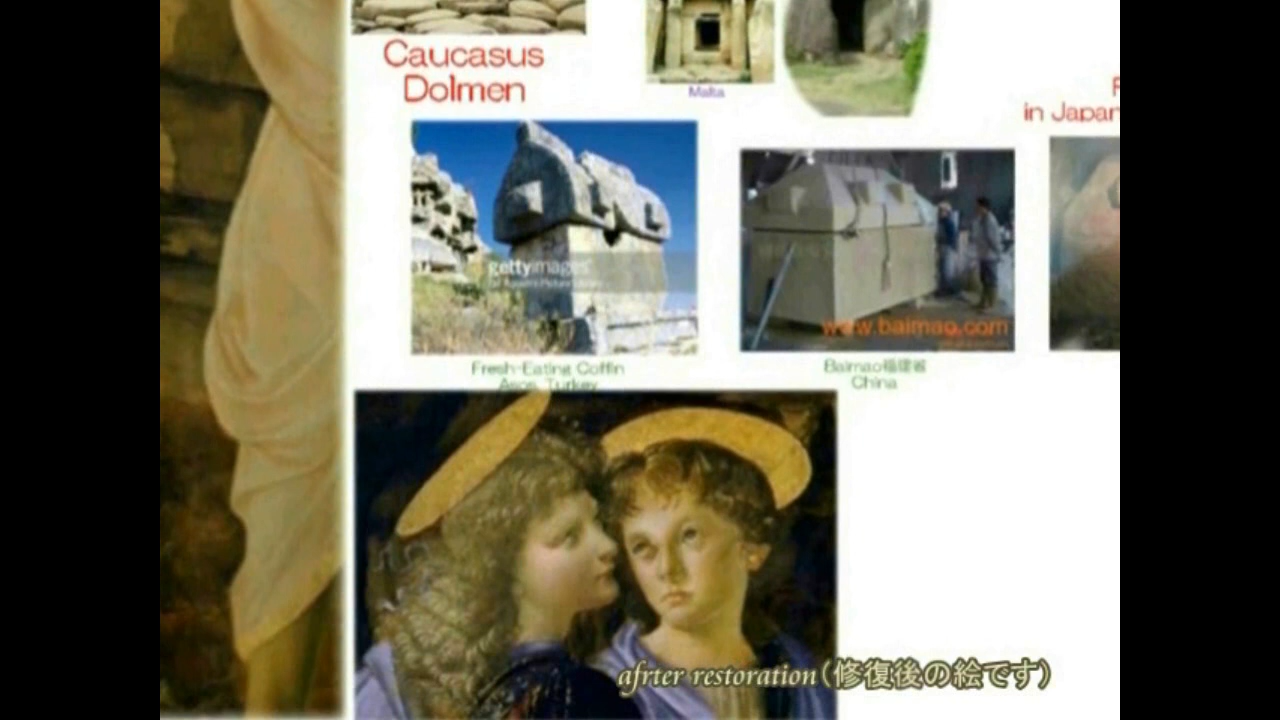 Caucasus
Dolmen
Malta
in Japan
gettyimages
Fresh-Eating Coffin
Asos, Turkey
www.baimao.com
Baimao福建省
China
afrter restoration(修復後の絵です)